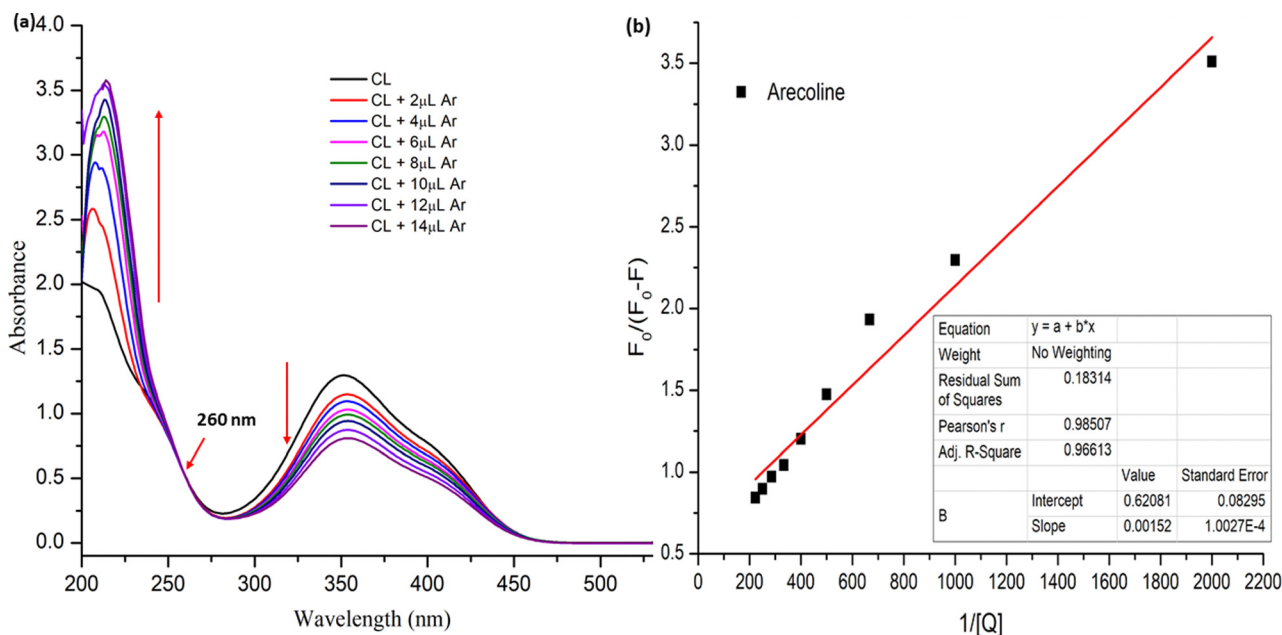 (a)
4.0
3.5
3.0
2.5
2.0
1.5
1.0
0.5
0.0
Absorbance
CL
CL + 2μL Ar
CL + 4μL Ar
CL + 6μL Ar
CL + 8μL Ar
CL + 10μL Ar
CL + 12μL Ar
CL + 14μL Ar
260 nm
200 250 300 350 400 450 500
Wavelength (nm)
(b)
3.5
3.0
2.5
2.0
1.5
1.0
0.5
F₀/(F₀-F)
Arecoline
Equation y = a + b*x
Weight No Weighting
Residual Sum of Squares 0.18314
Pearson's r 0.98507
Adj. R-Square 0.96613
Value Standard Error
B Intercept 0.62081 0.08295
Slope 0.00152 1.0027E-4
0 200 400 600 800 1000 1200 1400 1600 1800 2000 2200
1/[Q]